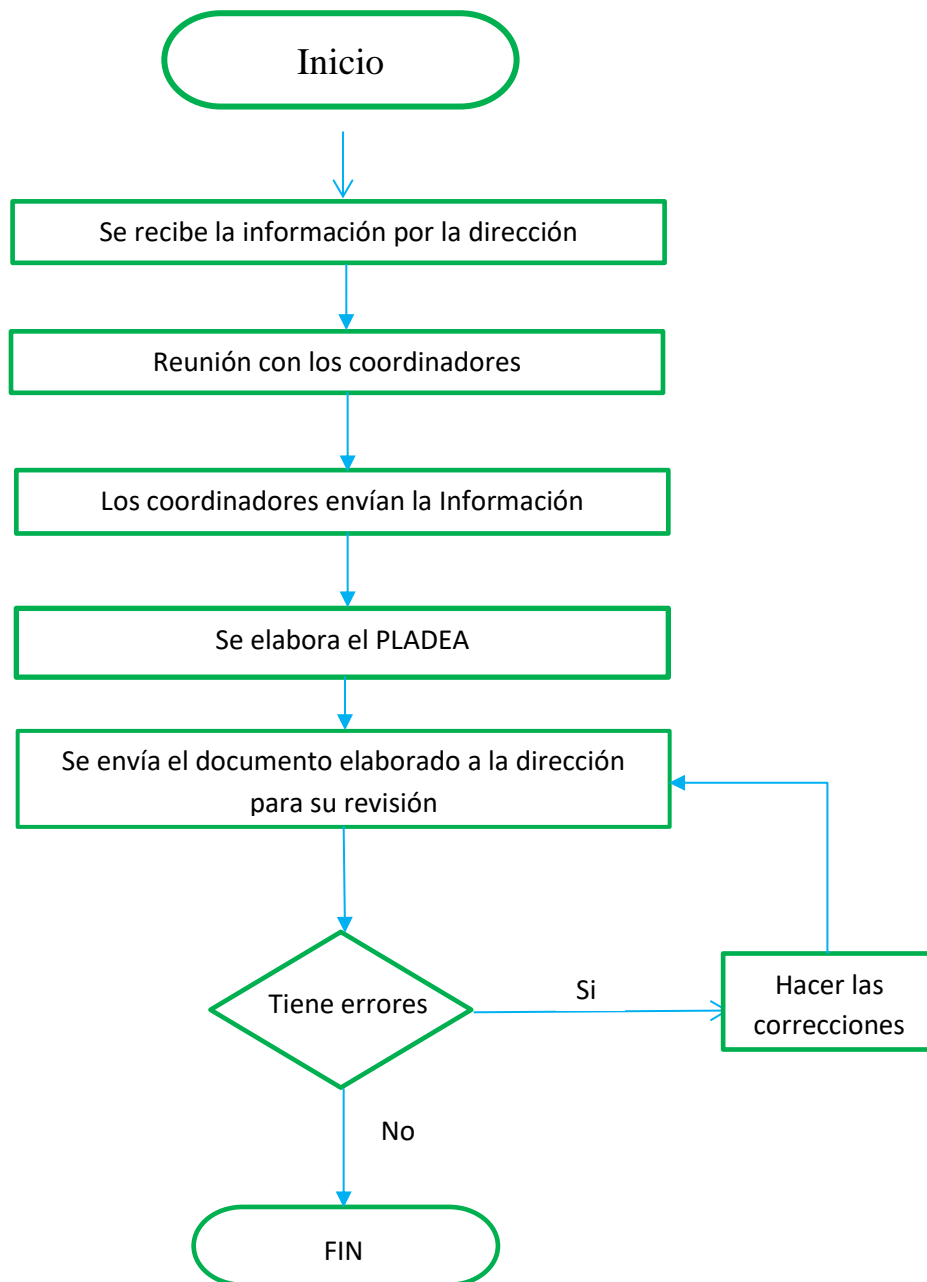 Inicio
Se recibe la información por la dirección
Reunión con los coordinadores
Los coordinadores envían la Información
Se elabora el PLADEA
Se envía el documento elaborado a la dirección
para su revisión
Tiene errores
Si
Hacer las
correcciones
No
FIN